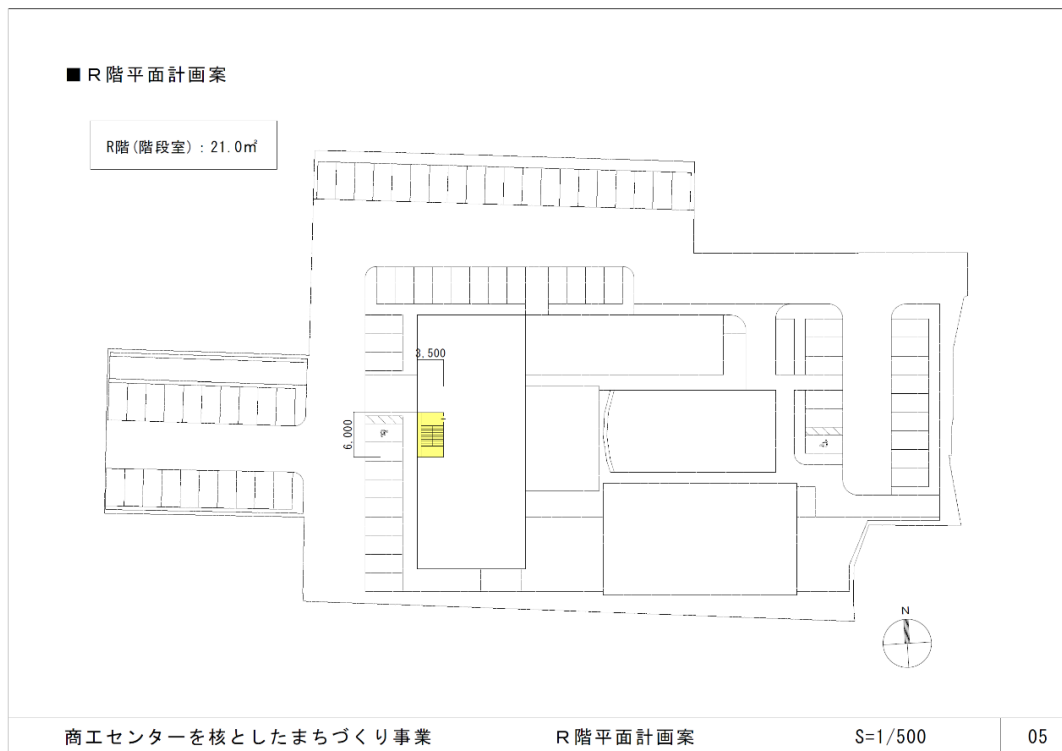 ■R階平面計画案
R階(階段室)：21.0㎡
3,500
6,000
N
商工センターを核としたまちづくり事業
R階平面計画案
S=1/500
05